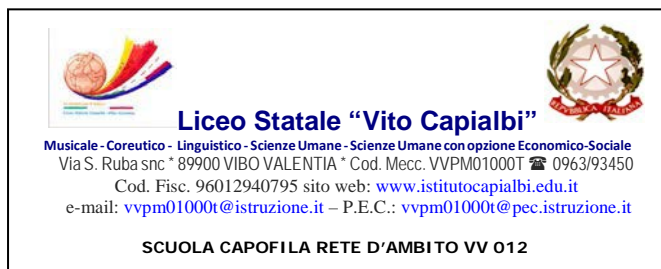 Liceo Statale “Vito Capialbi”
Musicale - Coreutico - Linguistico - Scienze Umane - Scienze Umane con opzione Economico-Sociale
Via S. Ruba snc * 89900 VIBO VALENTIA * Cod. Mecc. VVPM01000T ☎ 0963/93450
Cod. Fisc. 96012940795 sito web: www.istitutocapialbi.edu.it
e-mail: vvpm01000t@istruzione.it – P.E.C.: vvpm01000t@pec.istruzione.it
SCUOLA CAPOFILA RETE D’AMBITO VV 012